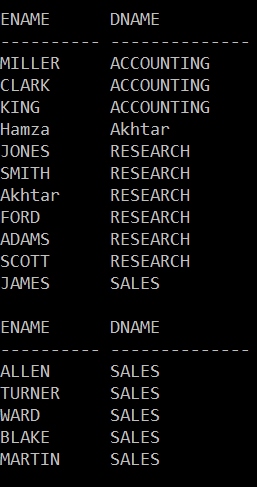 ENAME      DNAME
---------- --------------
MILLER     ACCOUNTING
CLARK      ACCOUNTING
KING       ACCOUNTING
Hamza      Akhtar
JONES      RESEARCH
SMITH      RESEARCH
Akhtar     RESEARCH
FORD       RESEARCH
ADAMS      RESEARCH
SCOTT      RESEARCH
JAMES      SALES
ENAME      DNAME
---------- --------------
ALLEN      SALES
TURNER     SALES
WARD       SALES
BLAKE      SALES
MARTIN     SALES